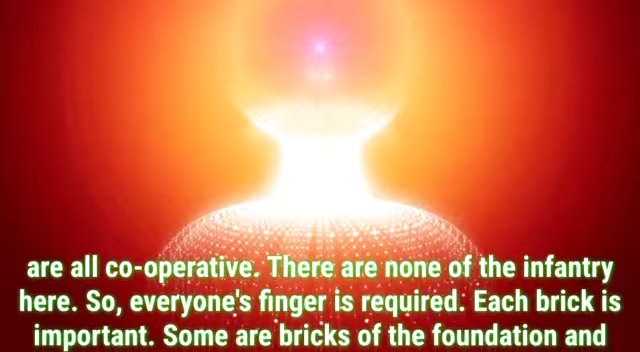 are all co-operative. There are none of the infantry
here. So, everyone's finger is required. Each brick is
important. Some are bricks of the foundation and